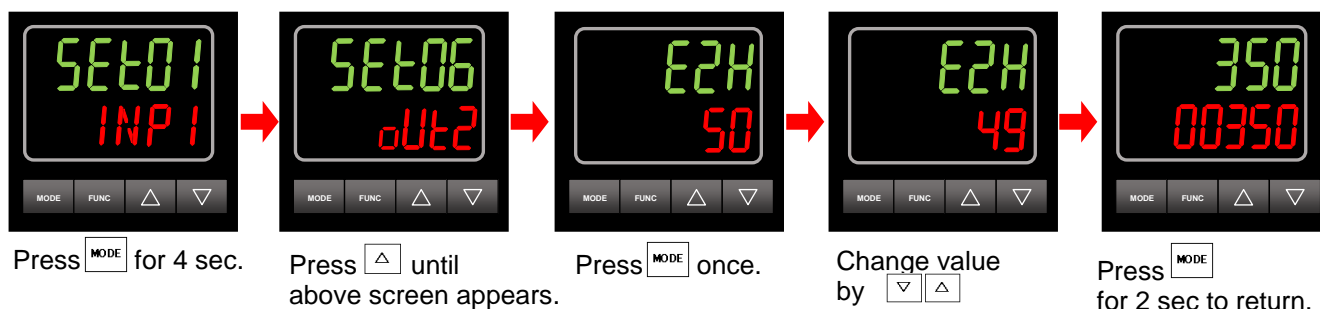 SEt01
INP1
MODE FUNC △ ▽
Press MODE for 4 sec.
SEt06
oUt2
MODE FUNC △ ▽
Press △ until
above screen appears.
E2H
50
MODE FUNC △ ▽
Press MODE once.
E2H
49
MODE FUNC △ ▽
Change value
by ▽ △
350
00350
MODE FUNC △ ▽
Press MODE
for 2 sec to return.